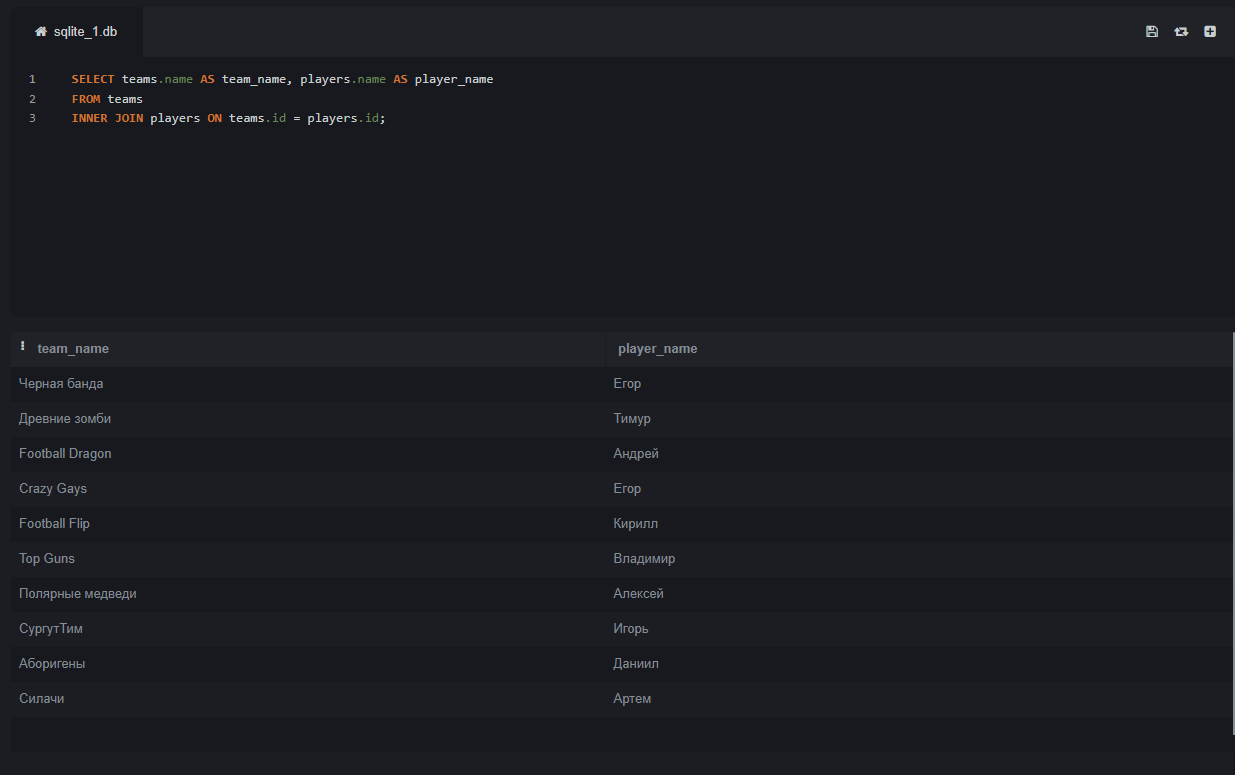 sqlite_1.db
1 SELECT teams.name AS team_name, players.name AS player_name
2 FROM teams
3 INNER JOIN players ON teams.id = players.id;
team_name player_name
Черная банда Егор
Древние зомби Тимур
Football Dragon Андрей
Crazy Gays Егор
Football Flip Кирилл
Top Guns Владимир
Полярные медведи Алексей
СургутТим Игорь
Аборигены Даниил
Силачи Артем